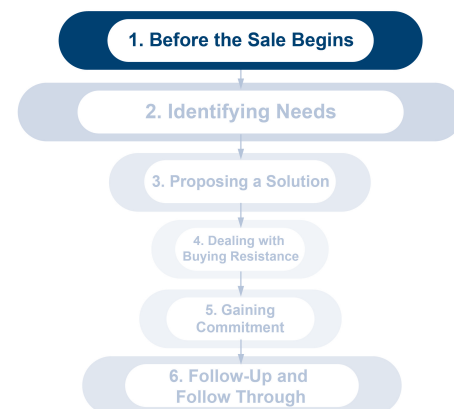 1. Before the Sale Begins
2. Identifying Needs
3. Proposing a Solution
4. Dealing with
Buying Resistance
5. Gaining
Commitment
6. Follow-Up and
Follow Through